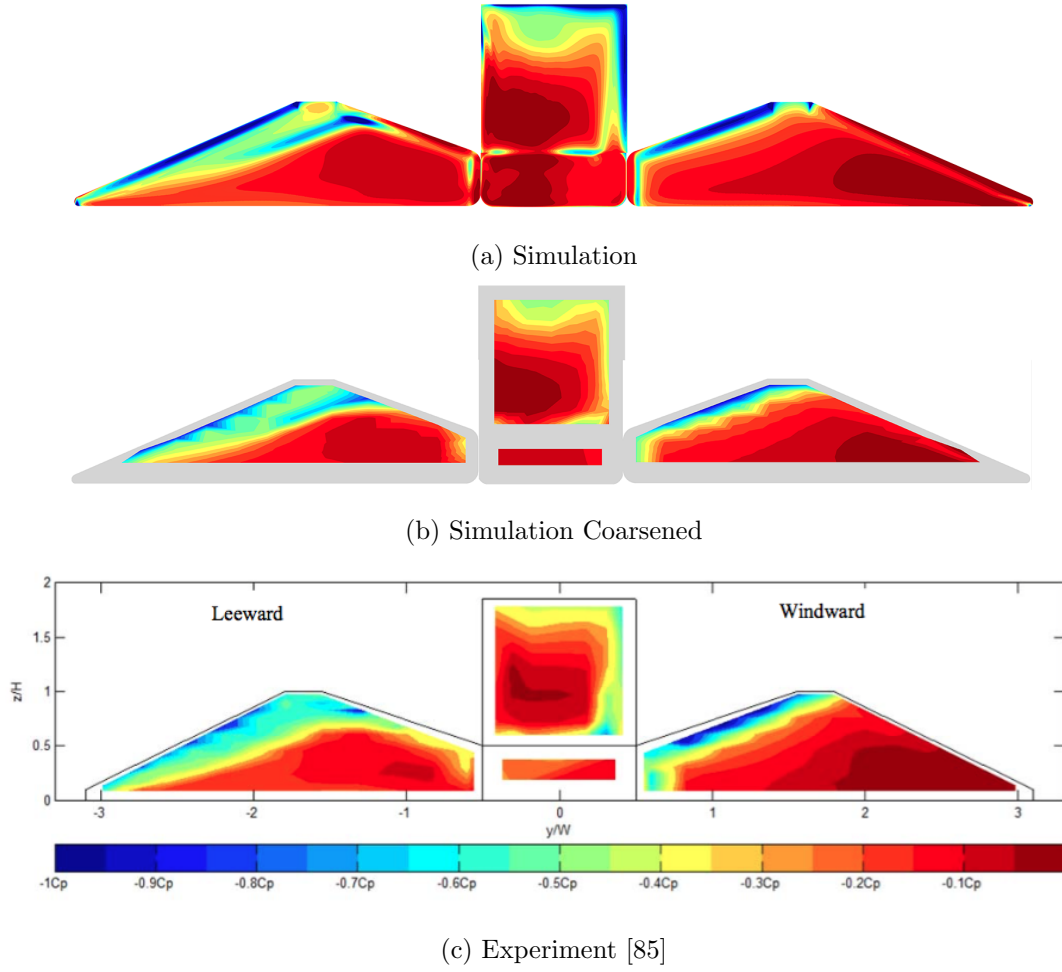 (a) Simulation
(b) Simulation Coarsened
2
Leeward
Windward
1.5
z/H
1
0.5
0
-3
-2
-1
0
1
2
3
y/W
-1Cp -0.9Cp -0.8Cp -0.7Cp -0.6Cp -0.5Cp -0.4Cp -0.3Cp -0.2Cp -0.1Cp
(c) Experiment [85]